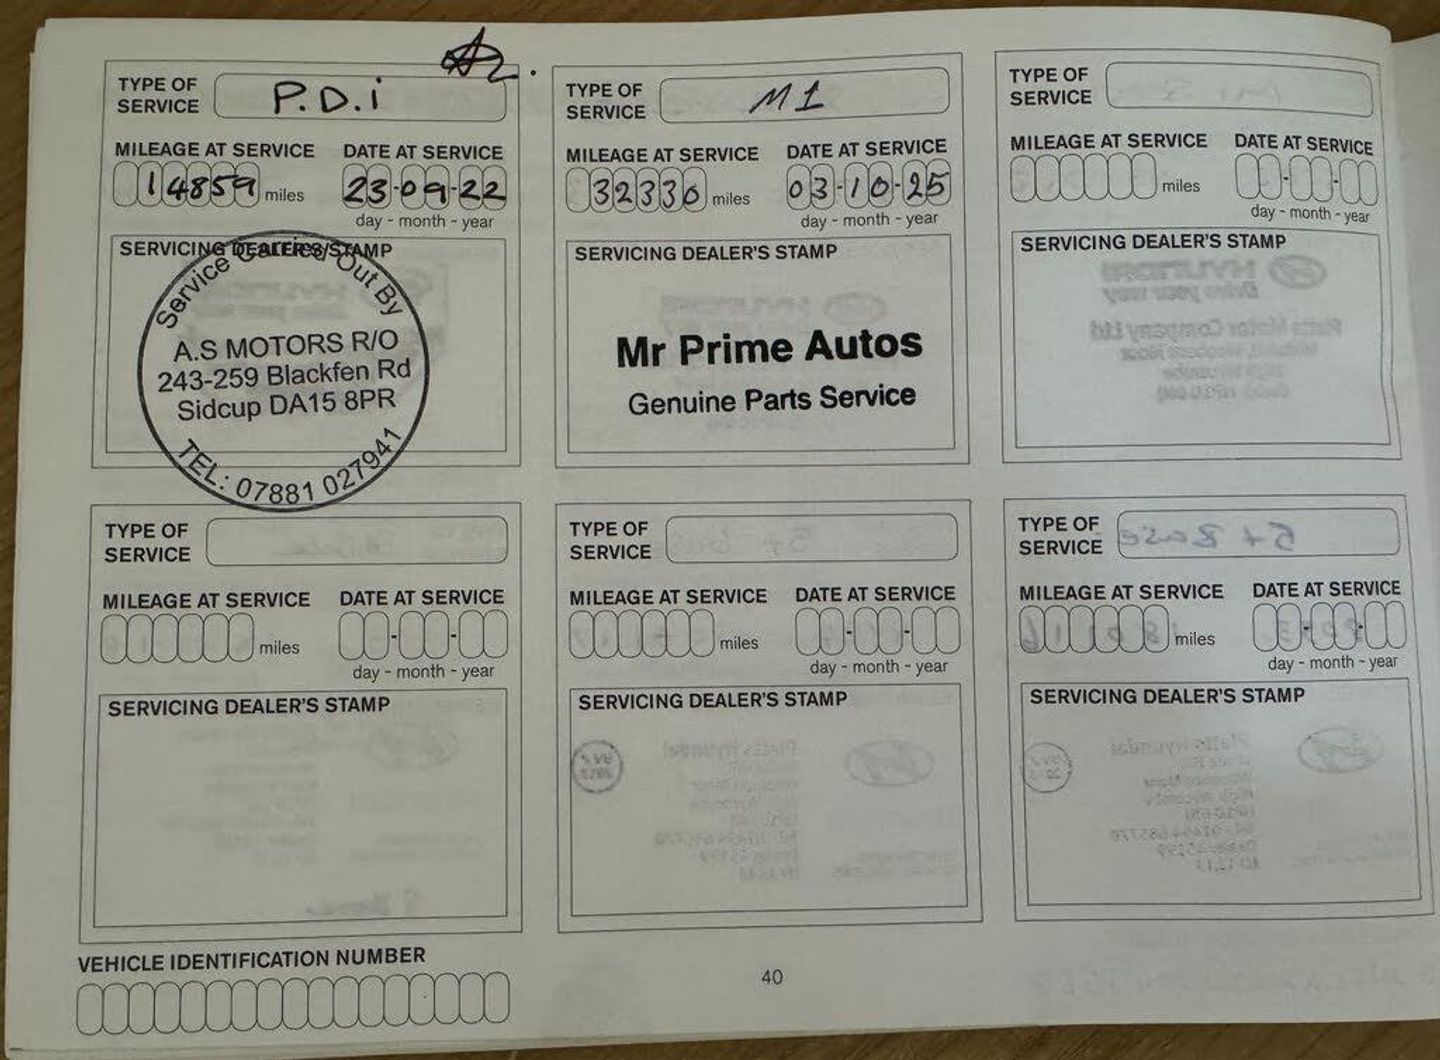 TYPE OF SERVICE P.D.i
MILEAGE AT SERVICE 14859 miles
DATE AT SERVICE 23-09-22
day - month - year
SERVICING DEALER'S STAMP
Service Carried Out By
A.S MOTORS R/O
243-259 Blackfen Rd
Sidcup DA15 8PR
TEL: 07881 027941
TYPE OF SERVICE M1
MILEAGE AT SERVICE 32330 miles
DATE AT SERVICE 03-10-25
day - month - year
SERVICING DEALER'S STAMP
Mr Prime Autos
Genuine Parts Service
TYPE OF SERVICE
MILEAGE AT SERVICE miles
DATE AT SERVICE
day - month - year
SERVICING DEALER'S STAMP
TYPE OF SERVICE
MILEAGE AT SERVICE miles
DATE AT SERVICE
day - month - year
SERVICING DEALER'S STAMP
TYPE OF SERVICE
MILEAGE AT SERVICE miles
DATE AT SERVICE
day - month - year
SERVICING DEALER'S STAMP
TYPE OF SERVICE
MILEAGE AT SERVICE miles
DATE AT SERVICE
day - month - year
SERVICING DEALER'S STAMP
VEHICLE IDENTIFICATION NUMBER
40